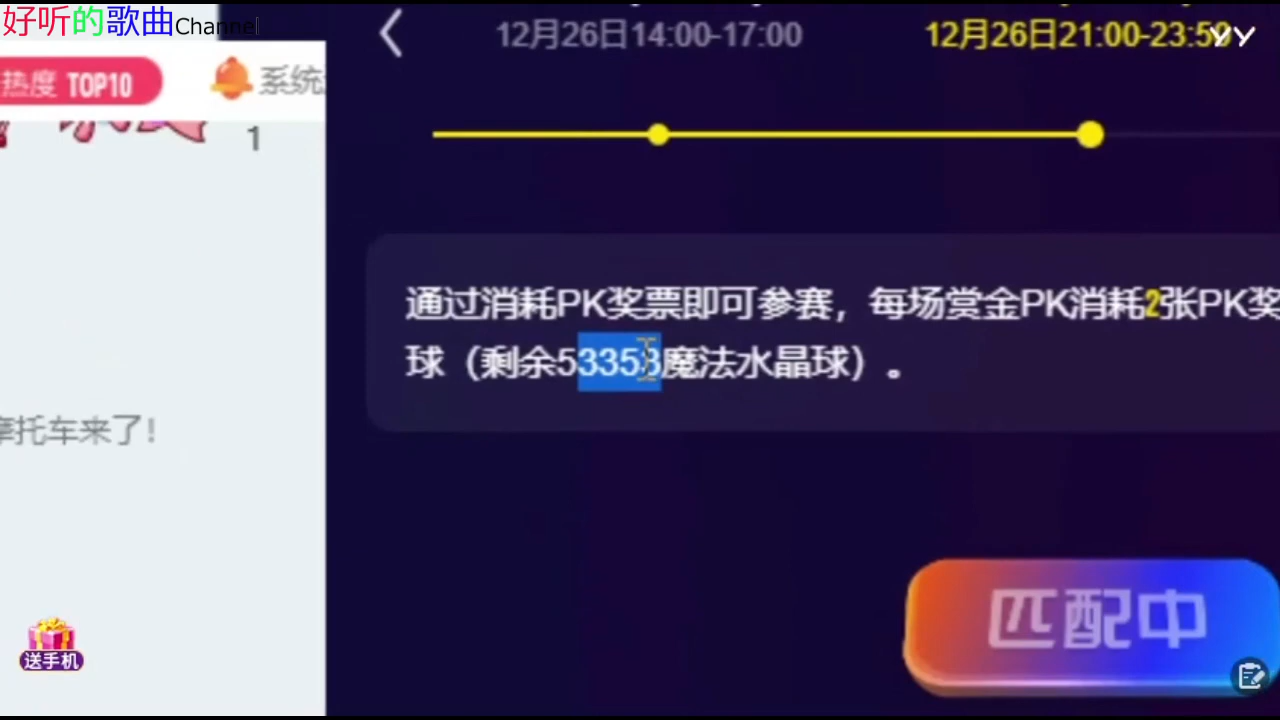 好听的歌曲Channel
12月26日14:00-17:00
12月26日21:00-23:59
YY
热度 TOP10
系统
1
通过消耗PK奖票即可参赛，每场赏金PK消耗2张PK奖
球（剩余53353魔法水晶球）。
摩托车来了！
匹配中
送手机